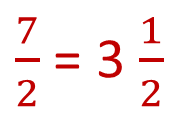 7/2 = 3 1/2